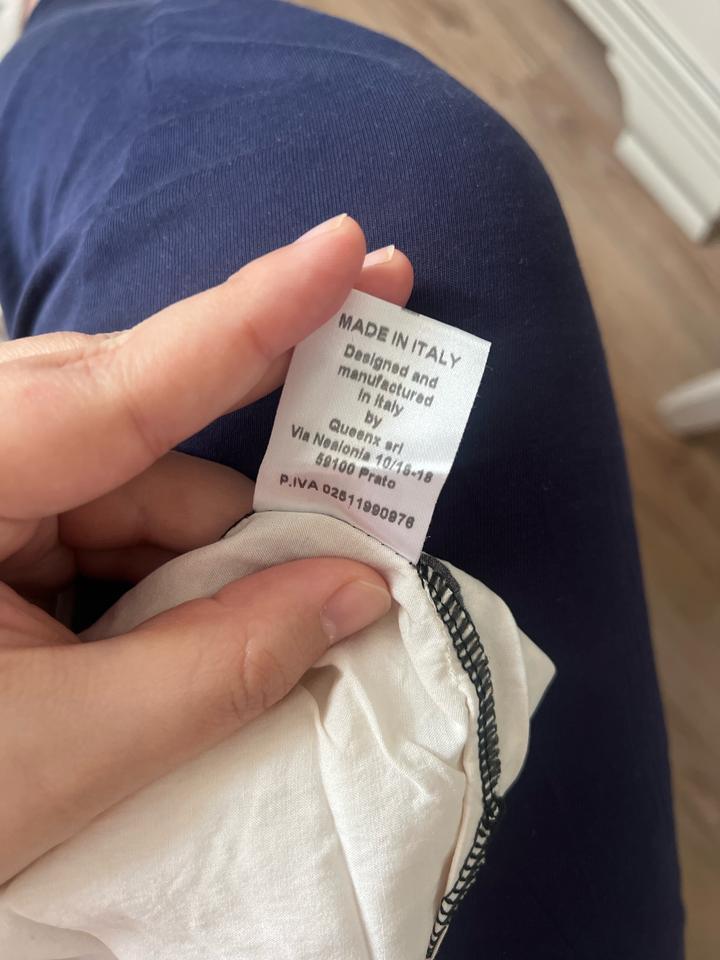 MADE IN ITALY
Designed and
manufactured
in Italy
by
Queenx srl
Via Nealonia 10/16-18
59100 Prato
P.IVA 02511990976